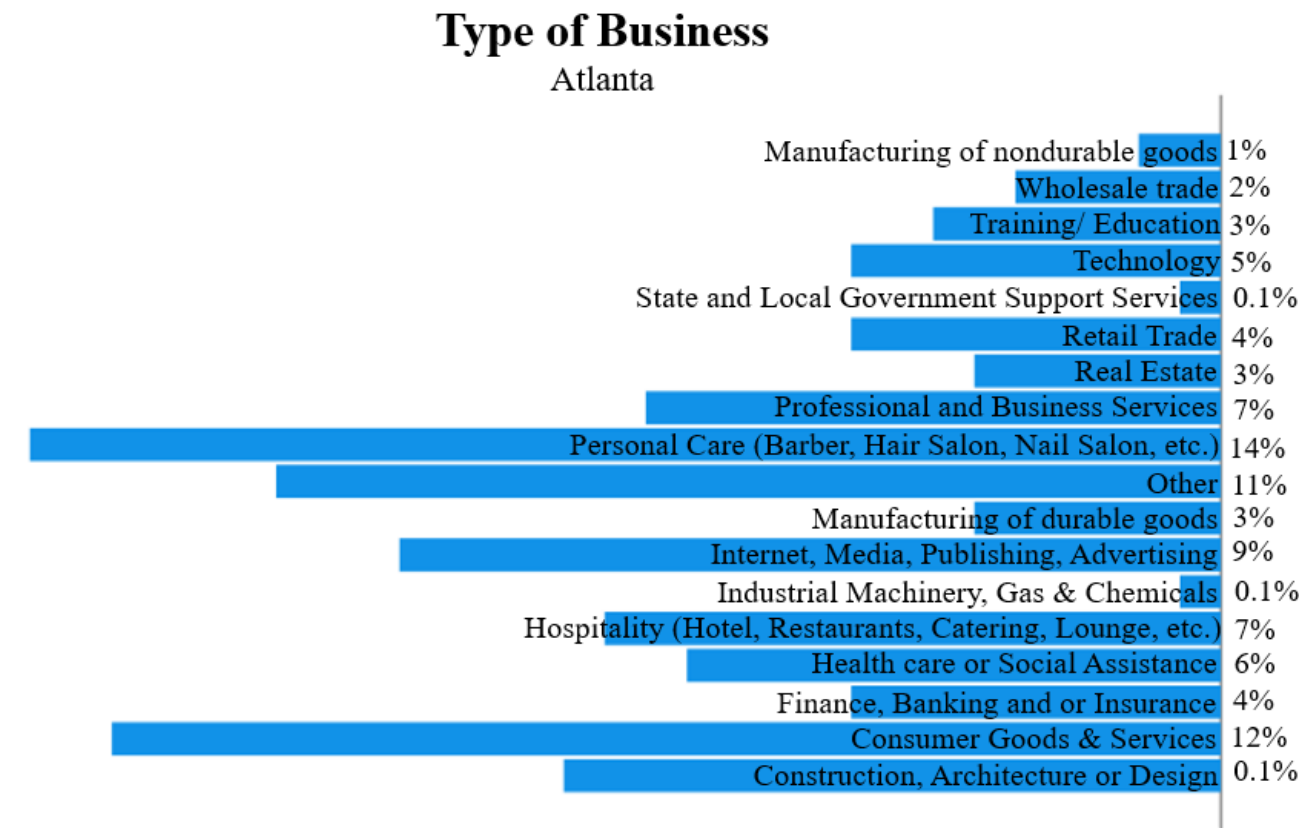 Type of Business
Atlanta
Manufacturing of nondurable goods 1%
Wholesale trade 2%
Training/ Education 3%
Technology 5%
State and Local Government Support Services 0.1%
Retail Trade 4%
Real Estate 3%
Professional and Business Services 7%
Personal Care (Barber, Hair Salon, Nail Salon, etc.) 14%
Other 11%
Manufacturing of durable goods 3%
Internet, Media, Publishing, Advertising 9%
Industrial Machinery, Gas & Chemicals 0.1%
Hospitality (Hotel, Restaurants, Catering, Lounge, etc.) 7%
Health care or Social Assistance 6%
Finance, Banking and or Insurance 4%
Consumer Goods & Services 12%
Construction, Architecture or Design 0.1%